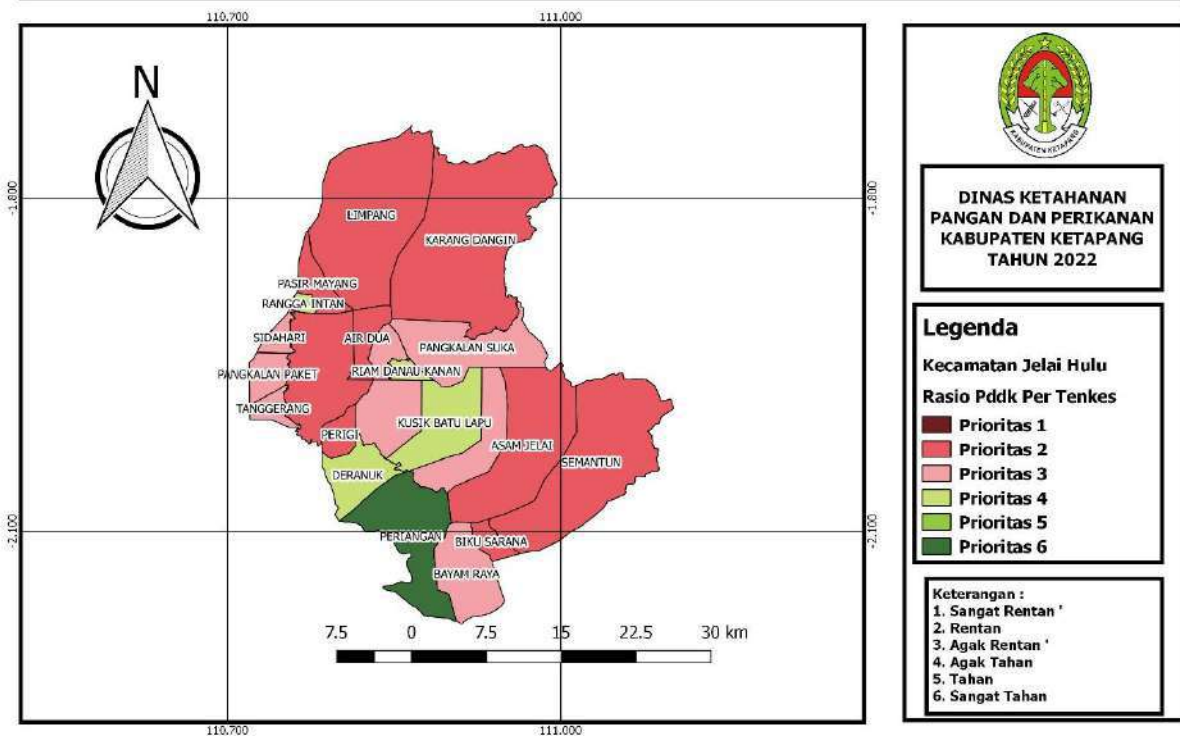 110.700
111.000
N
-1.800
-1.800
LIMPANG
KARANG DANGIN
PASIR MAYANG
RANGGA INTAN
SIDAHARI
AIR DUA
PANGKALAN SUKA
PANGKALAN PAKET
RIAM DANAU KANAN
TANGGERANG
KUSIK BATU LAPU
PERIGI
ASAM JELAI
DERANUK
SEMANTUN
-2.100
-2.100
PERIANGAN
BIKU SARANA
BAYAM RAYA
7.5 0 7.5 15 22.5 30 km
110.700
111.000
KABUPATEN KETAPANG
DINAS KETAHANAN
PANGAN DAN PERIKANAN
KABUPATEN KETAPANG
TAHUN 2022
Legenda
Kecamatan Jelai Hulu
Rasio Pddk Per Tenkes
Prioritas 1
Prioritas 2
Prioritas 3
Prioritas 4
Prioritas 5
Prioritas 6
Keterangan :
1. Sangat Rentan '
2. Rentan
3. Agak Rentan '
4. Agak Tahan
5. Tahan
6. Sangat Tahan